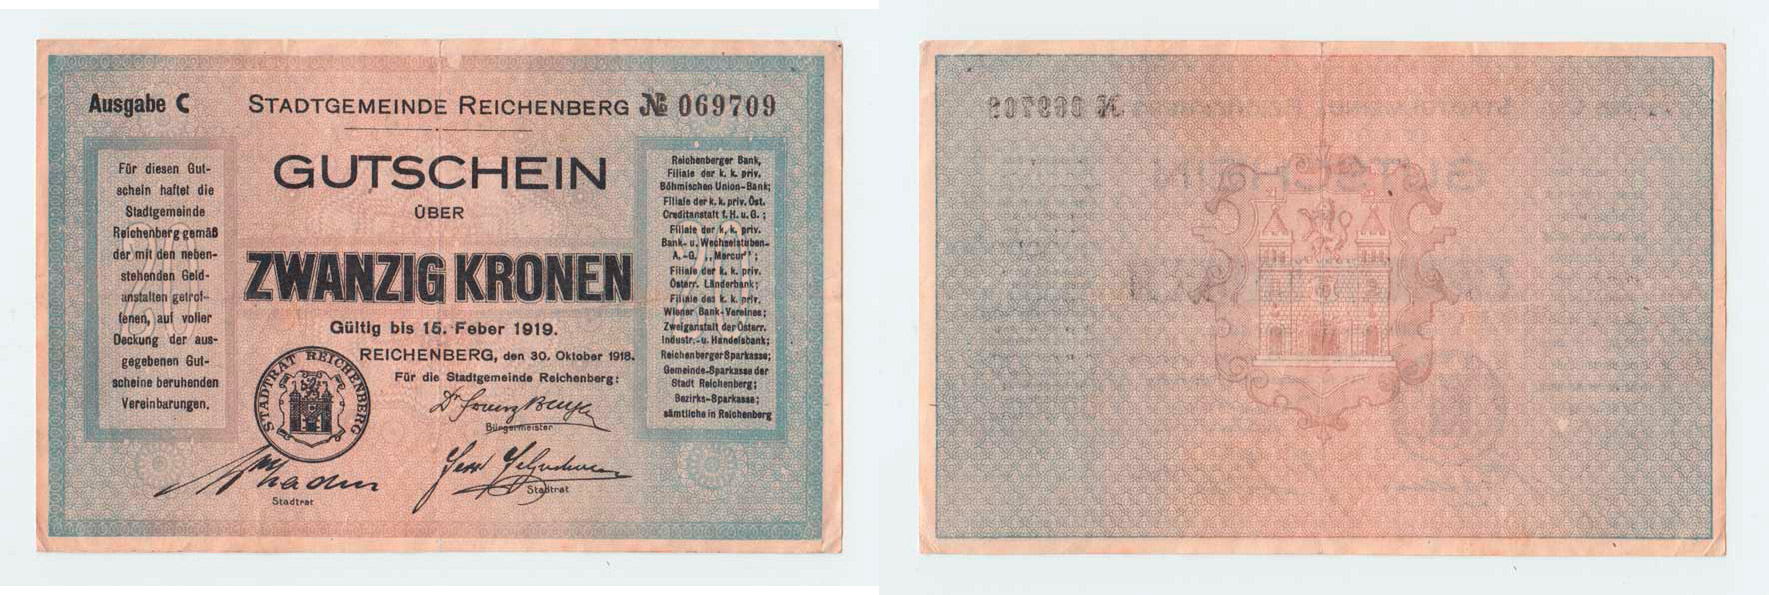 Ausgabe C
STADTGEMEINDE REICHENBERG № 069709
GUTSCHEIN
ÜBER
ZWANZIG KRONEN
Gültig bis 15. Feber 1919.
REICHENBERG, den 30. Oktober 1918.
Für die Stadtgemeinde Reichenberg:
Bürgermeister
Stadtrat
Stadtrat
STADTRAT REICHENBERG
Für diesen Gut-
schein haftet die
Stadtgemeinde
Reichenberg gemäß
der mit den neben-
stehenden Geld-
anstalten getrof-
fenen, auf voller
Deckung der aus-
gegebenen Gut-
scheine beruhenden
Vereinbarungen.
20
Reichenberger Bank,
Filiale der k. k. priv.
Böhmischen Union-Bank;
Filiale der k. k. priv. Öst.
Creditanstalt f. H. u. G. ;
Filiale der k. k. priv.
Bank- u. Wechselstuben-
A.-G. „Mercur" ;
Filiale der k. k. priv.
Österr. Länderbank;
Filiale des k. k. priv.
Wiener Bank-Vereines;
Zweiganstalt der Österr.
Industr.- u. Handelsbank;
Reichenberger Sparkasse;
Gemeinde-Sparkasse der
Stadt Reichenberg;
Bezirks-Sparkasse;
sämtliche in Reichenberg